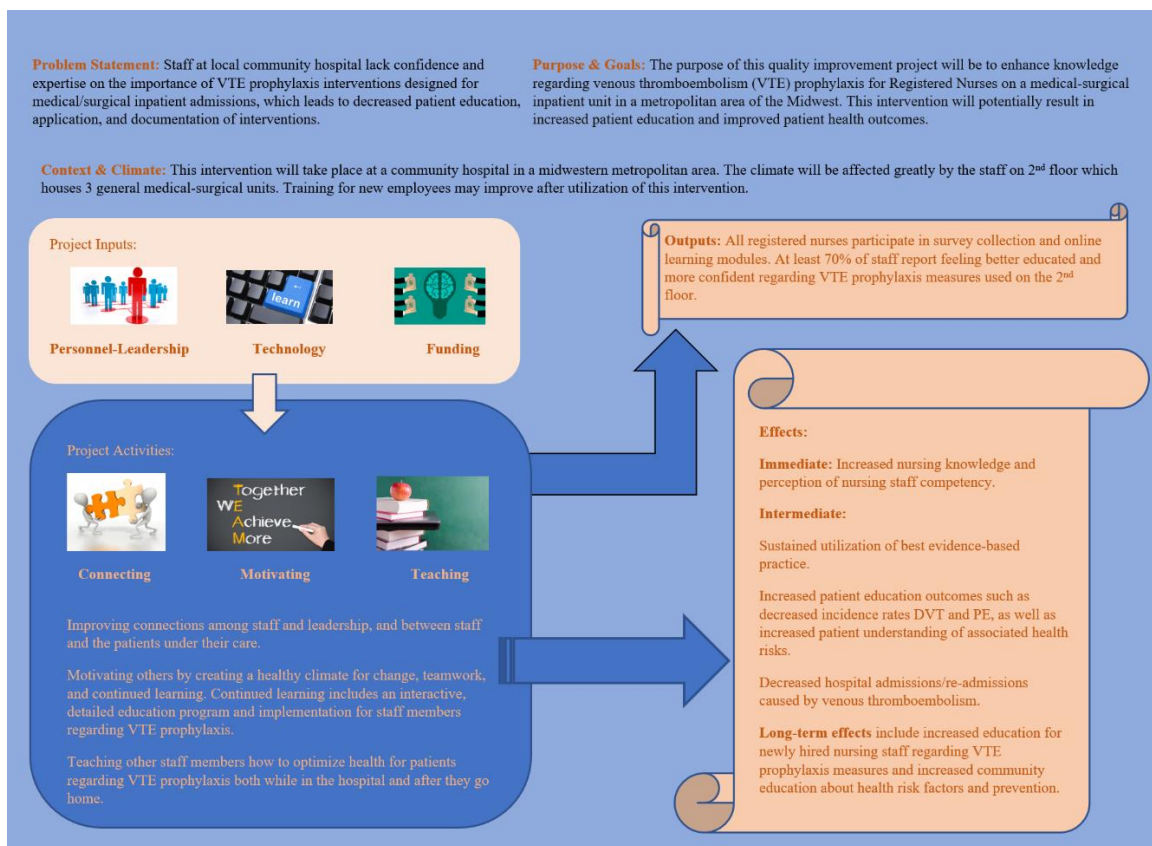 Problem Statement: Staff at local community hospital lack confidence and
expertise on the importance of VTE prophylaxis interventions designed for
medical/surgical inpatient admissions, which leads to decreased patient education,
application, and documentation of interventions.
Purpose & Goals: The purpose of this quality improvement project will be to enhance knowledge
regarding venous thromboembolism (VTE) prophylaxis for Registered Nurses on a medical-surgical
inpatient unit in a metropolitan area of the Midwest. This intervention will potentially result in
increased patient education and improved patient health outcomes.
Context & Climate: This intervention will take place at a community hospital in a midwestern metropolitan area. The climate will be affected greatly by the staff on 2nd floor which
houses 3 general medical-surgical units. Training for new employees may improve after utilization of this intervention.
Project Inputs:
learn
Personnel-Leadership
Technology
Funding
Outputs: All registered nurses participate in survey collection and online
learning modules. At least 70% of staff report feeling better educated and
more confident regarding VTE prophylaxis measures used on the 2nd
floor.
Project Activities:
Together
WE
Achieve
More
Connecting
Motivating
Teaching
Improving connections among staff and leadership, and between staff
and the patients under their care.
Motivating others by creating a healthy climate for change, teamwork,
and continued learning. Continued learning includes an interactive,
detailed education program and implementation for staff members
regarding VTE prophylaxis.
Teaching other staff members how to optimize health for patients
regarding VTE prophylaxis both while in the hospital and after they go
home.
Effects:
Immediate: Increased nursing knowledge and
perception of nursing staff competency.
Intermediate:
Sustained utilization of best evidence-based
practice.
Increased patient education outcomes such as
decreased incidence rates DVT and PE, as well as
increased patient understanding of associated health
risks.
Decreased hospital admissions/re-admissions
caused by venous thromboembolism.
Long-term effects include increased education for
newly hired nursing staff regarding VTE
prophylaxis measures and increased community
education about health risk factors and prevention.